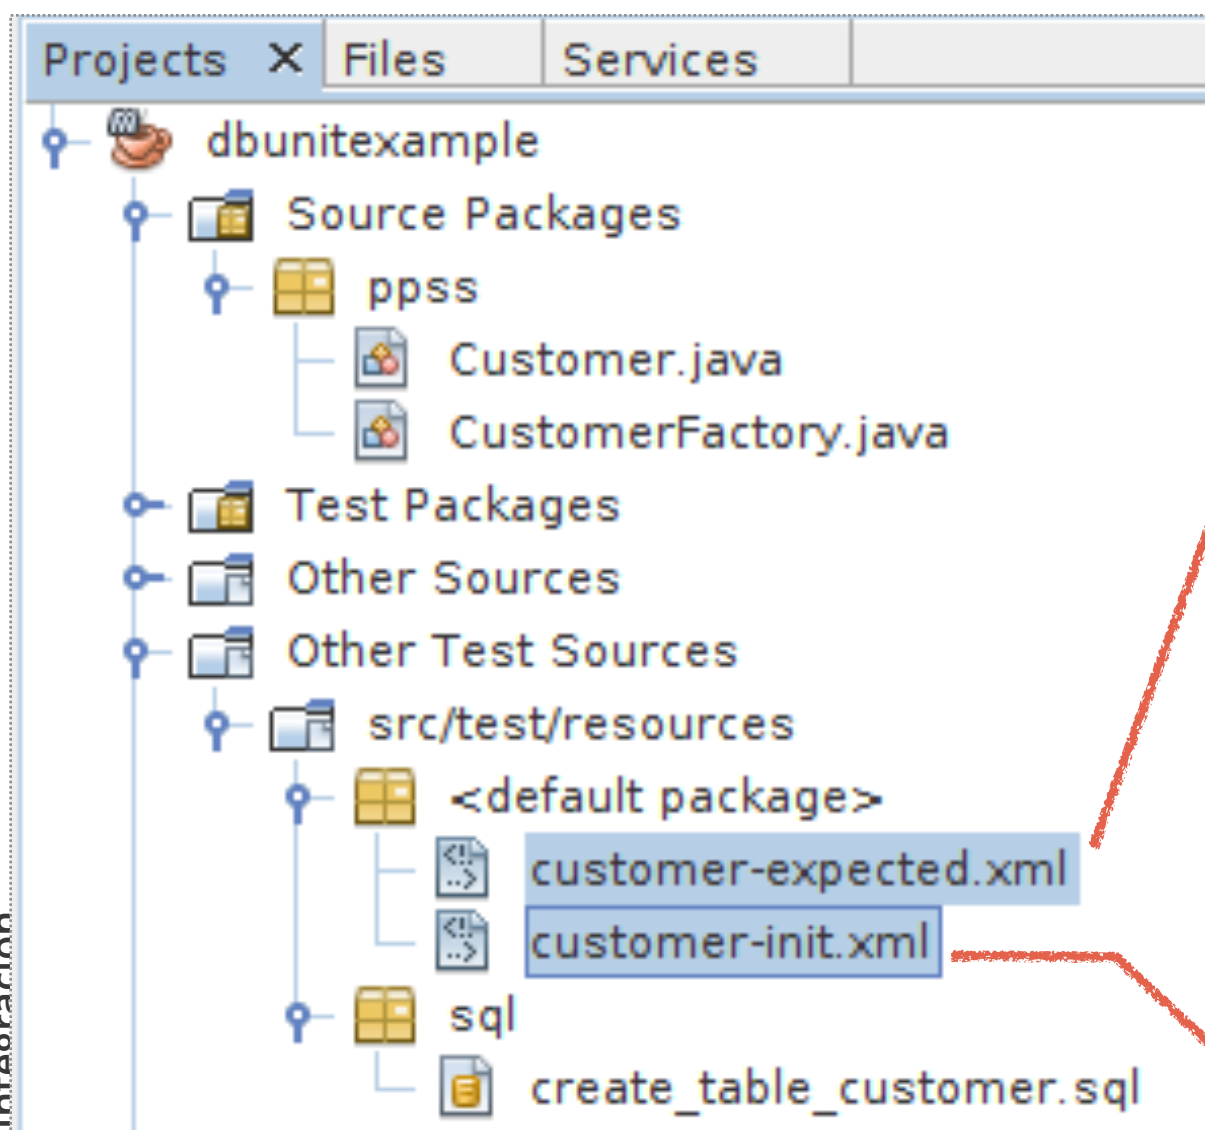 Projects X Files Services
dbunitexample
Source Packages
ppss
Customer.java
CustomerFactory.java
Test Packages
Other Sources
Other Test Sources
src/test/resources
<default package>
customer-expected.xml
customer-init.xml
sql
create_table_customer.sql